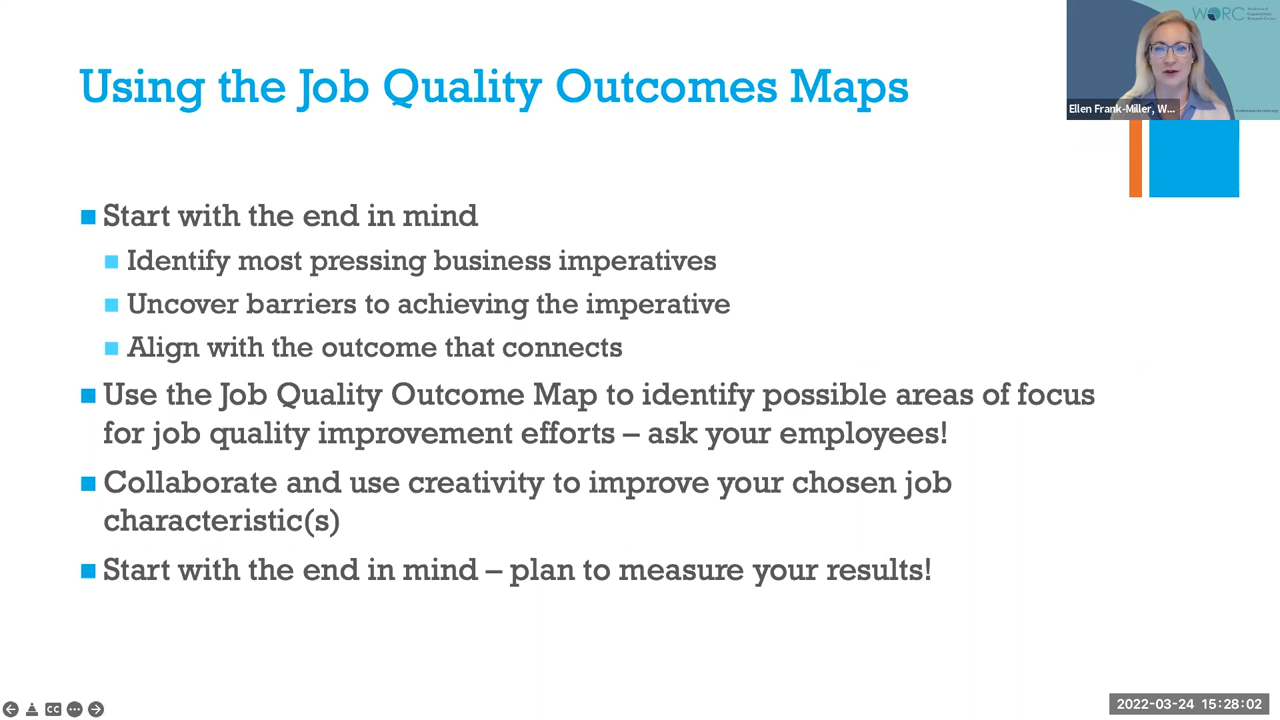 Using the Job Quality Outcomes Maps
WORC
Ellen Frank-Miller, W...
Start with the end in mind
Identify most pressing business imperatives
Uncover barriers to achieving the imperative
Align with the outcome that connects
Use the Job Quality Outcome Map to identify possible areas of focus
for job quality improvement efforts – ask your employees!
Collaborate and use creativity to improve your chosen job
characteristic(s)
Start with the end in mind – plan to measure your results!
CC
2022-03-24 15:28:02